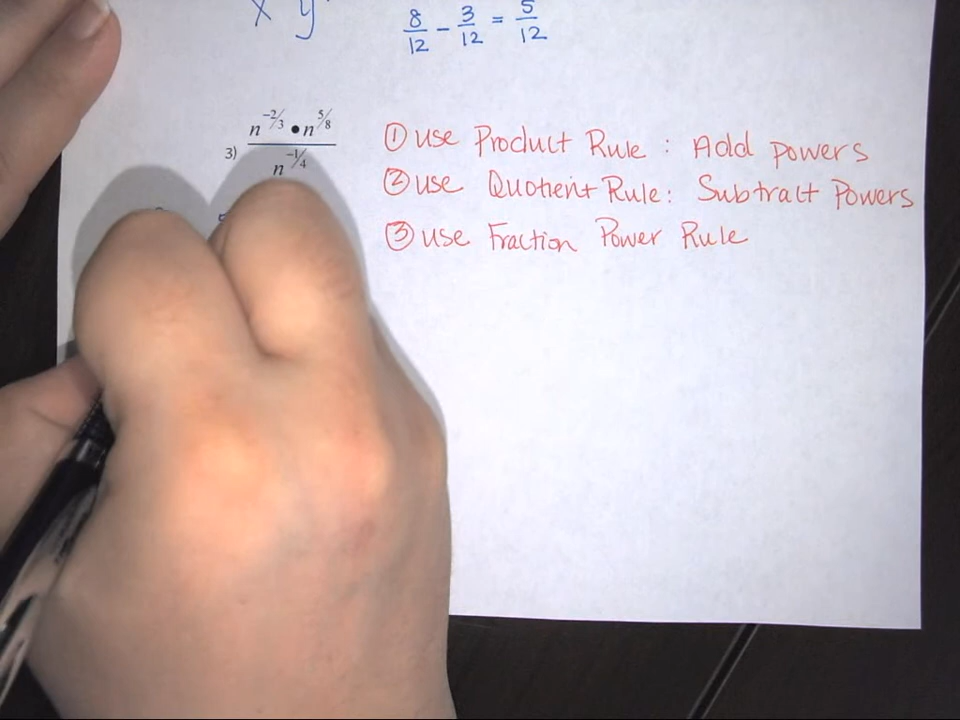 x y
8/12 - 3/12 = 5/12
3) n^-2/3 • n^5/8
n^-1/4
① use Product Rule : Add powers
② use Quotient Rule : Subtract Powers
③ use Fraction Power Rule